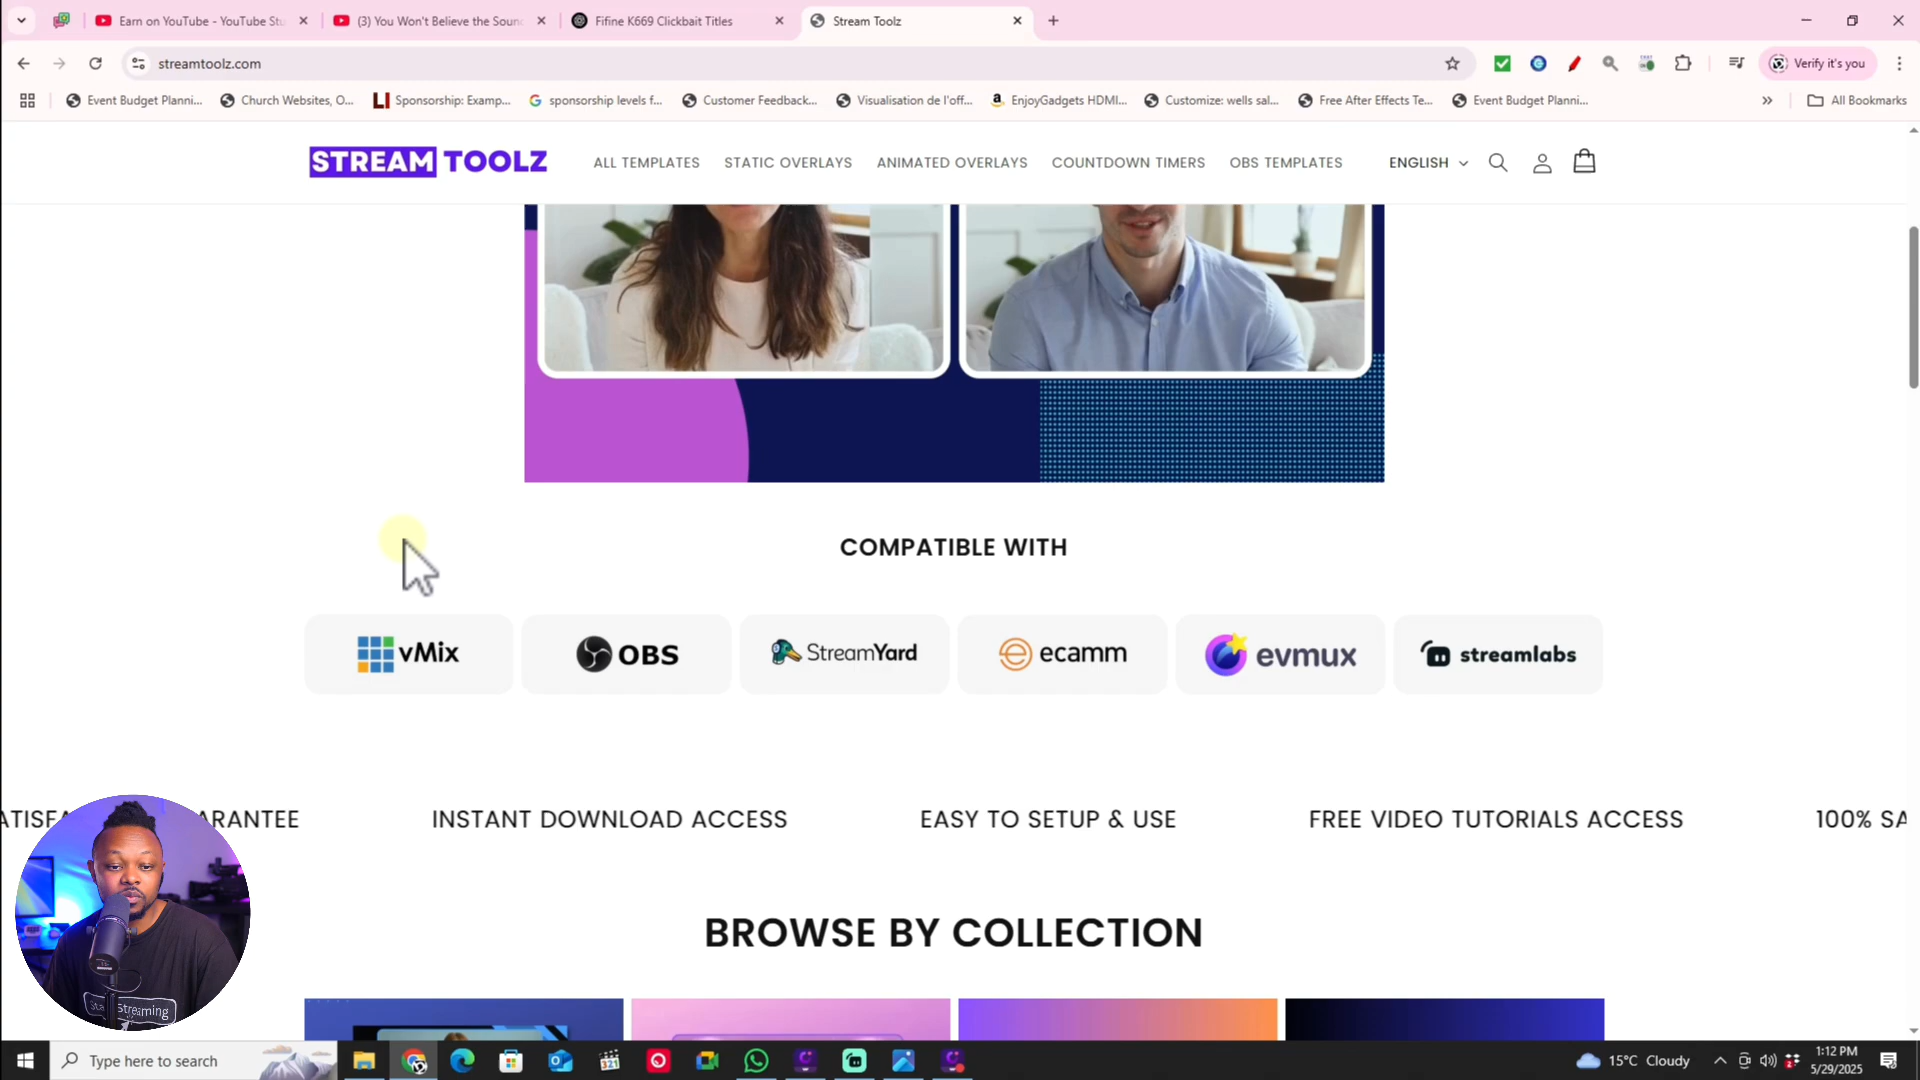 Earn on YouTube - YouTube Stu
(3) You Won't Believe the Soun
Fifine K669 Clickbait Titles
Stream Toolz
streamtoolz.com
Verify it's you
Event Budget Planni...
Church Websites, O...
Sponsorship: Examp...
sponsorship levels f...
Customer Feedback...
Visualisation de l'off...
EnjoyGadgets HDMI...
Customize: wells sal...
Free After Effects Te...
Event Budget Planni...
All Bookmarks
STREAM TOOLZ
ALL TEMPLATES
STATIC OVERLAYS
ANIMATED OVERLAYS
COUNTDOWN TIMERS
OBS TEMPLATES
ENGLISH
COMPATIBLE WITH
vMix
OBS
StreamYard
ecamm
evmux
streamlabs
ATISFA ARANTEE
INSTANT DOWNLOAD ACCESS
EASY TO SETUP & USE
FREE VIDEO TUTORIALS ACCESS
100% SA
BROWSE BY COLLECTION
Streaming
Type here to search
15°C Cloudy
1:12 PM
5/29/2025